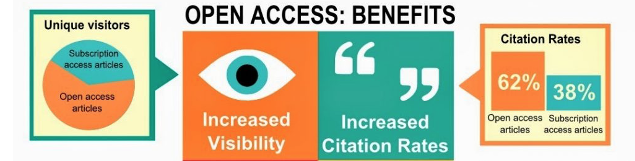 OPEN ACCESS: BENEFITS
Unique visitors
Subscription
access articles
Open access
articles
Increased
Visibility
“ ”
Increased
Citation Rates
Citation Rates
62%
38%
Open access
articles
Subscription
access articles